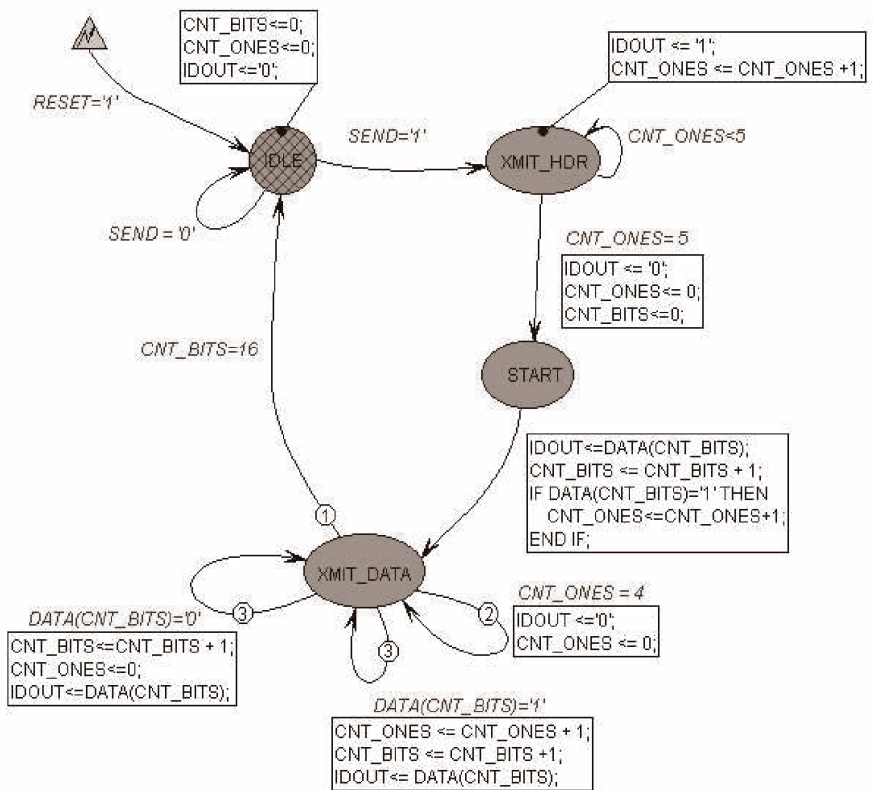 CNT_BITS<=0;
CNT_ONES<=0;
IDOUT<='0';
IDOUT <= '1';
CNT_ONES <= CNT_ONES +1;
RESET='1'
SEND='1'
CNT_ONES<5
IDLE
XMIT_HDR
SEND = '0'
CNT_ONES= 5
IDOUT <= '0';
CNT_ONES<= 0;
CNT_BITS<=0;
CNT_BITS=16
START
IDOUT<=DATA(CNT_BITS);
CNT_BITS <= CNT_BITS + 1;
IF DATA(CNT_BITS)='1' THEN
CNT_ONES<=CNT_ONES+1;
END IF;
1
XMIT_DATA
CNT_ONES = 4
3
2
IDOUT <='0';
CNT_ONES <= 0;
DATA(CNT_BITS)='0'
CNT_BITS<=CNT_BITS + 1;
CNT_ONES<=0;
IDOUT<=DATA(CNT_BITS);
3
DATA(CNT_BITS)='1'
CNT_ONES <= CNT_ONES + 1;
CNT_BITS <= CNT_BITS +1;
IDOUT<= DATA(CNT_BITS);